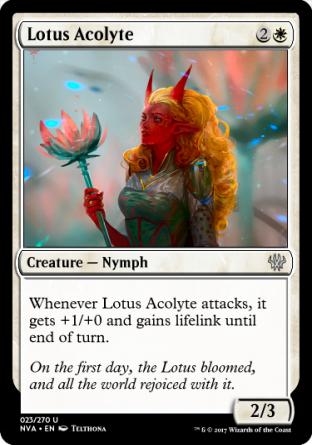 Lotus Acolyte 2
Creature — Nymph
Whenever Lotus Acolyte attacks, it
gets +1/+0 and gains lifelink until
end of turn.
On the first day, the Lotus bloomed,
and all the world rejoiced with it.
2/3
023/270 U
NVA • EN Telthona
™ & © 2017 Wizards of the Coast